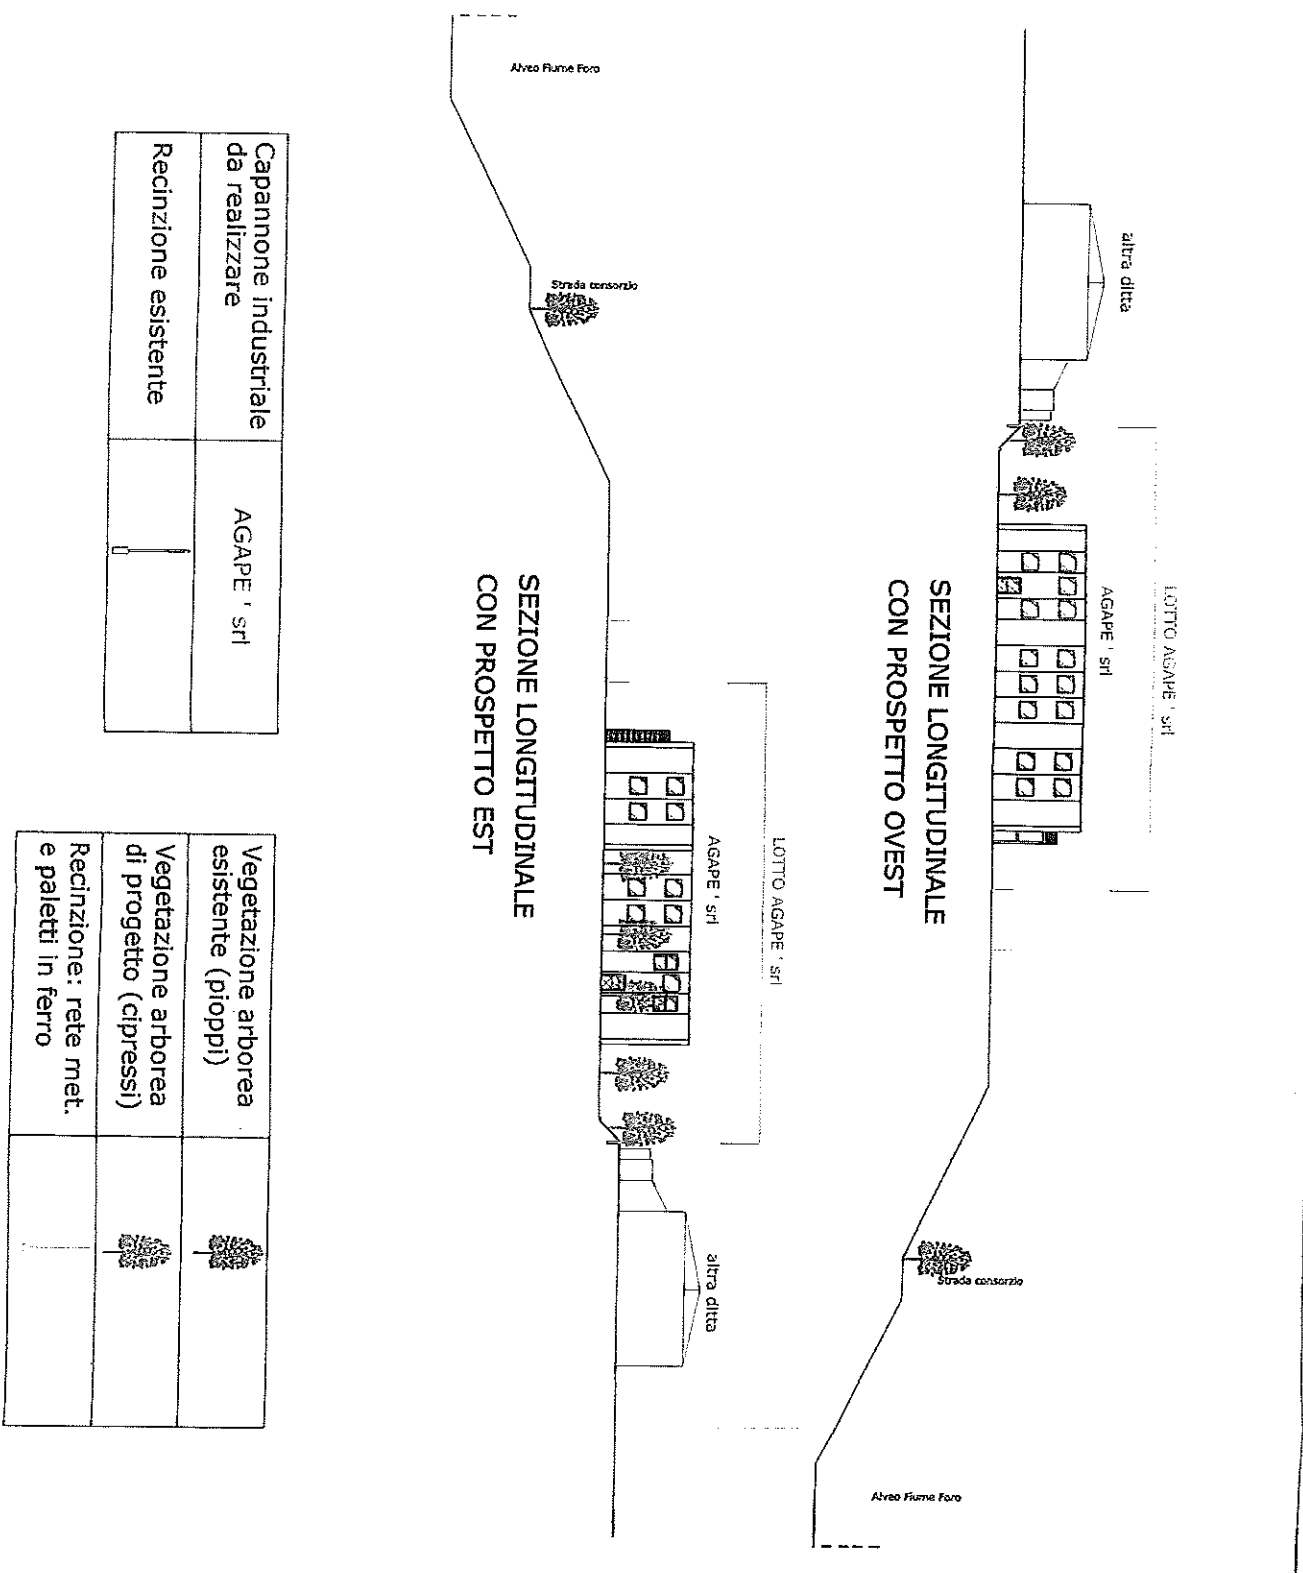 LOTTO AGAPE ' srl
altra ditta
AGAPE ' srl
Strada consorzio
Alveo Fiume Foro
SEZIONE LONGITUDINALE
CON PROSPETTO OVEST
LOTTO AGAPE ' srl
Alveo Fiume Foro
Strada consorzio
AGAPE ' srl
altra ditta
SEZIONE LONGITUDINALE
CON PROSPETTO EST
Capannone industriale
da realizzare
AGAPE ' srl
Recinzione esistente
Vegetazione arborea
esistente (pioppi)
Vegetazione arborea
di progetto (cipressi)
Recinzione: rete met.
e paletti in ferro